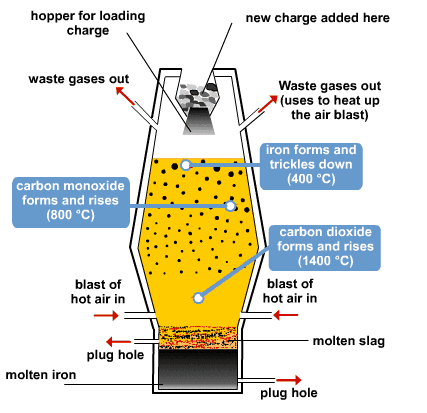 hopper for loading
charge
new charge added here
waste gases out
Waste gases out
(uses to heat up
the air blast)
iron forms and
trickles down
(400 °C)
carbon monoxide
forms and rises
(800 °C)
carbon dioxide
forms and rises
(1400 °C)
blast of
hot air in
blast of
hot air in
plug hole
molten slag
molten iron
plug hole